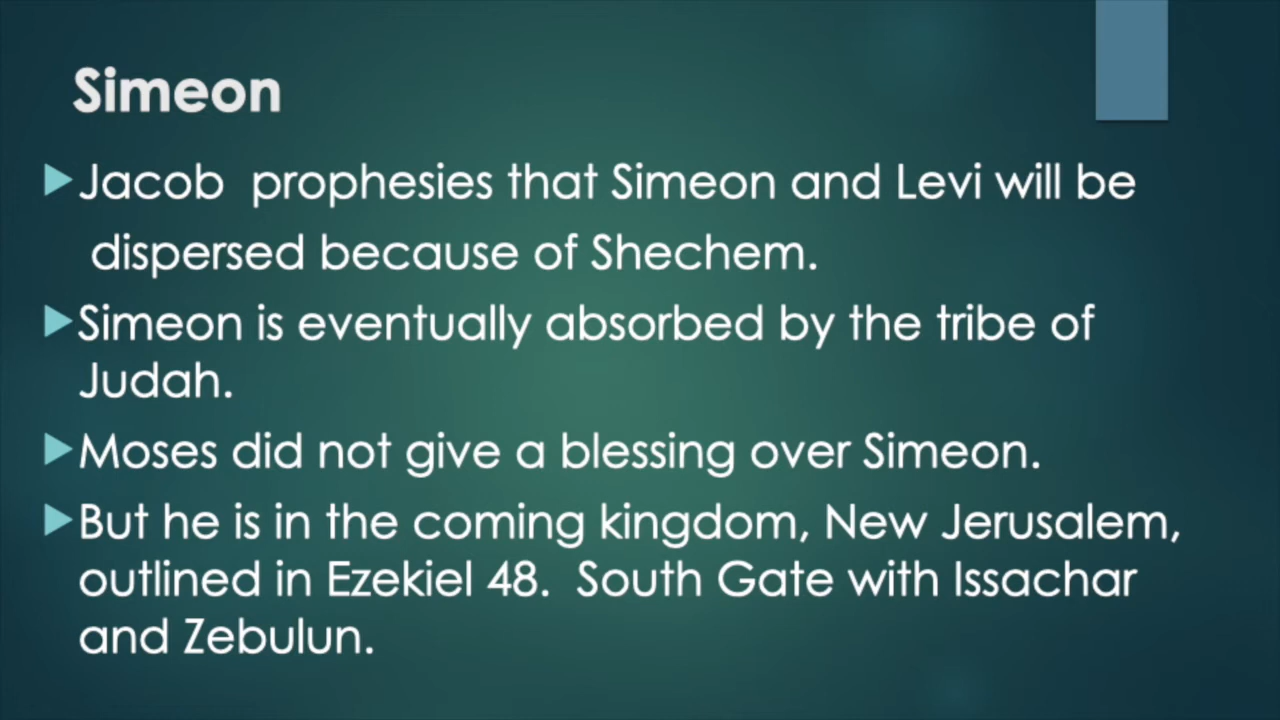 Simeon
Jacob  prophesies that Simeon and Levi will be
dispersed because of Shechem.
Simeon is eventually absorbed by the tribe of
Judah.
Moses did not give a blessing over Simeon.
But he is in the coming kingdom, New Jerusalem,
outlined in Ezekiel 48.  South Gate with Issachar
and Zebulun.